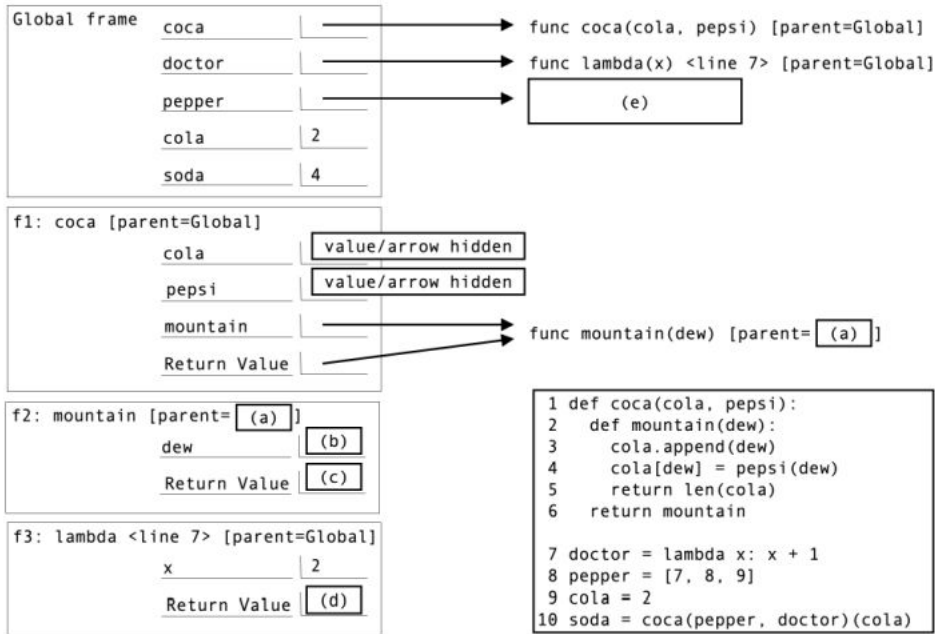 Global frame
coca
func coca(cola, pepsi) [parent=Global]
doctor
func lambda(x) <line 7> [parent=Global]
pepper
(e)
cola 2
soda 4
f1: coca [parent=Global]
cola value/arrow hidden
pepsi value/arrow hidden
mountain
func mountain(dew) [parent= (a) ]
Return Value
f2: mountain [parent= (a) ]
dew (b)
Return Value (c)
f3: lambda <line 7> [parent=Global]
x 2
Return Value (d)
1 def coca(cola, pepsi):
2 def mountain(dew):
3 cola.append(dew)
4 cola[dew] = pepsi(dew)
5 return len(cola)
6 return mountain
7 doctor = lambda x: x + 1
8 pepper = [7, 8, 9]
9 cola = 2
10 soda = coca(pepper, doctor)(cola)